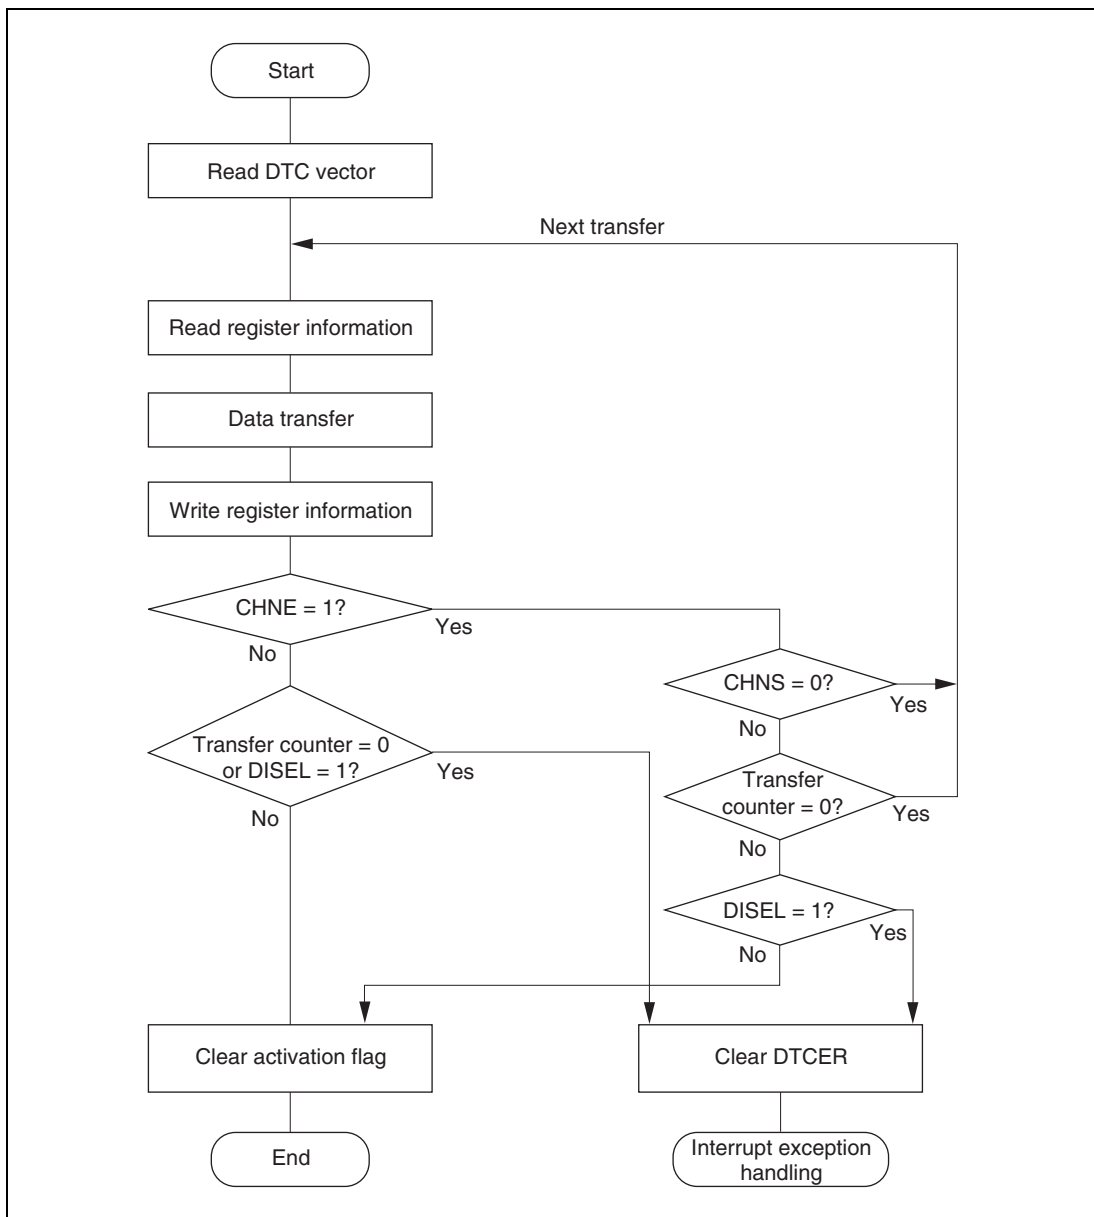 Start
Read DTC vector
Next transfer
Read register information
Data transfer
Write register information
CHNE = 1?
Yes
No
CHNS = 0?
Yes
No
Transfer counter = 0
or DISEL = 1?
Yes
No
Transfer
counter = 0?
Yes
No
DISEL = 1?
Yes
No
Clear activation flag
Clear DTCER
End
Interrupt exception
handling